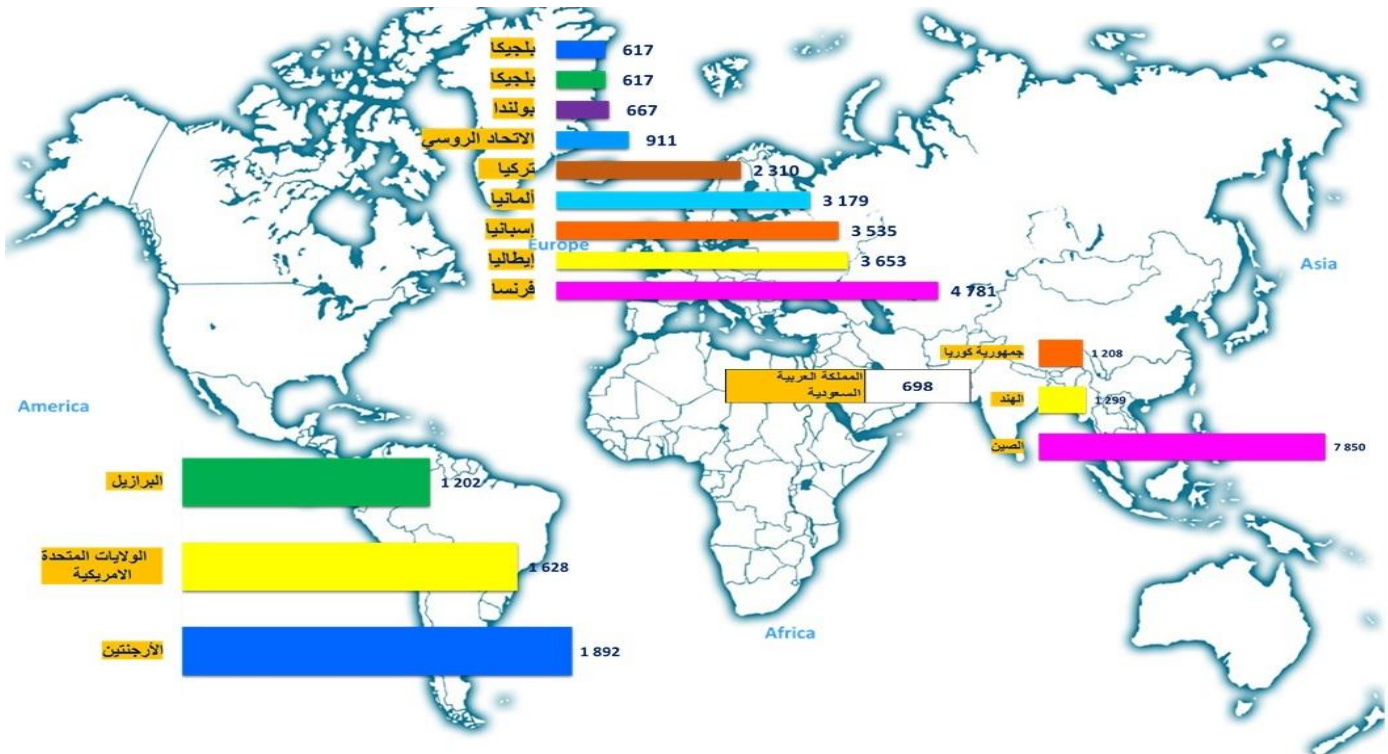 بلجيكا 617
بلجيكا 617
بولندا 667
الاتحاد الروسي 911
تركيا 2 310
ألمانيا 3 179
إسبانيا 3 535
Europe
إيطاليا 3 653
فرنسا 4 781
Asia
جمهورية كوريا 1 208
المملكة العربية
السعودية
698
الهند 1 299
الصين 7 850
America
البرازيل 1 202
الولايات المتحدة
الامريكية
1 628
الأرجنتين 1 892
Africa